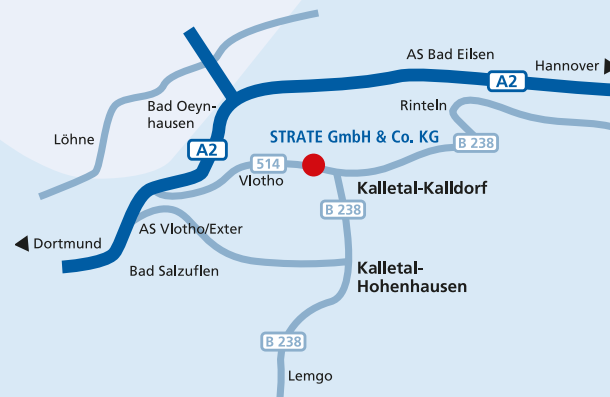 AS Bad Eilsen
Hannover
A2
Bad Oeyn-
hausen
Rinteln
Löhne
STRATE GmbH & Co. KG
A2
B 238
514
Vlotho
Kalletal-Kalldorf
B 238
AS Vlotho/Exter
Dortmund
Bad Salzuflen
Kalletal-
Hohenhausen
B 238
Lemgo